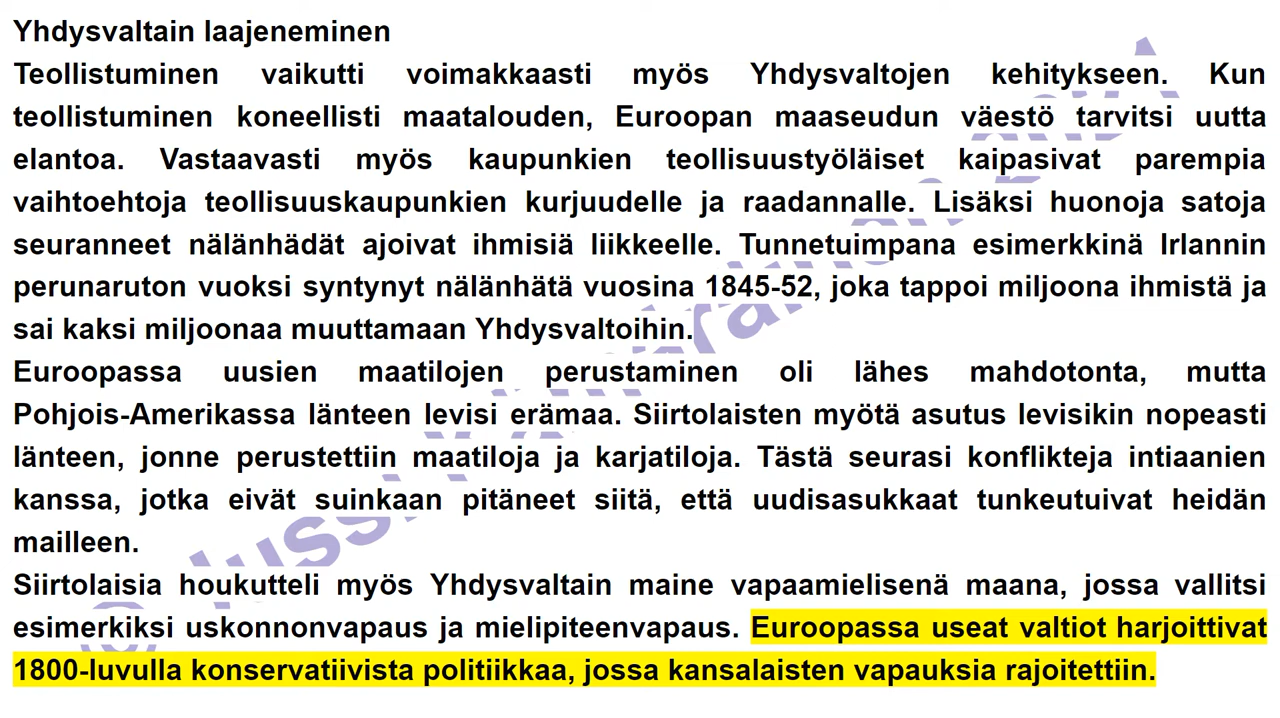 Yhdysvaltain laajeneminen
Teollistuminen vaikutti voimakkaasti myös Yhdysvaltojen kehitykseen. Kun
teollistuminen koneellisti maatalouden, Euroopan maaseudun väestö tarvitsi uutta
elantoa. Vastaavasti myös kaupunkien teollisuustyöläiset kaipasivat parempia
vaihtoehtoja teollisuuskaupunkien kurjuudelle ja raadannalle. Lisäksi huonoja satoja
seuranneet nälänhädät ajoivat ihmisiä liikkeelle. Tunnetuimpana esimerkkinä Irlannin
perunaruton vuoksi syntynyt nälänhätä vuosina 1845-52, joka tappoi miljoona ihmistä ja
sai kaksi miljoonaa muuttamaan Yhdysvaltoihin.
Euroopassa uusien maatilojen perustaminen oli lähes mahdotonta, mutta
Pohjois-Amerikassa länteen levisi erämaa. Siirtolaisten myötä asutus levisikin nopeasti
länteen, jonne perustettiin maatiloja ja karjatiloja. Tästä seurasi konflikteja intiaanien
kanssa, jotka eivät suinkaan pitäneet siitä, että uudisasukkaat tunkeutuivat heidän
mailleen.
Siirtolaisia houkutteli myös Yhdysvaltain maine vapaamielisenä maana, jossa vallitsi
esimerkiksi uskonnonvapaus ja mielipiteenvapaus. Euroopassa useat valtiot harjoittivat
1800-luvulla konservatiivista politiikkaa, jossa kansalaisten vapauksia rajoitettiin.